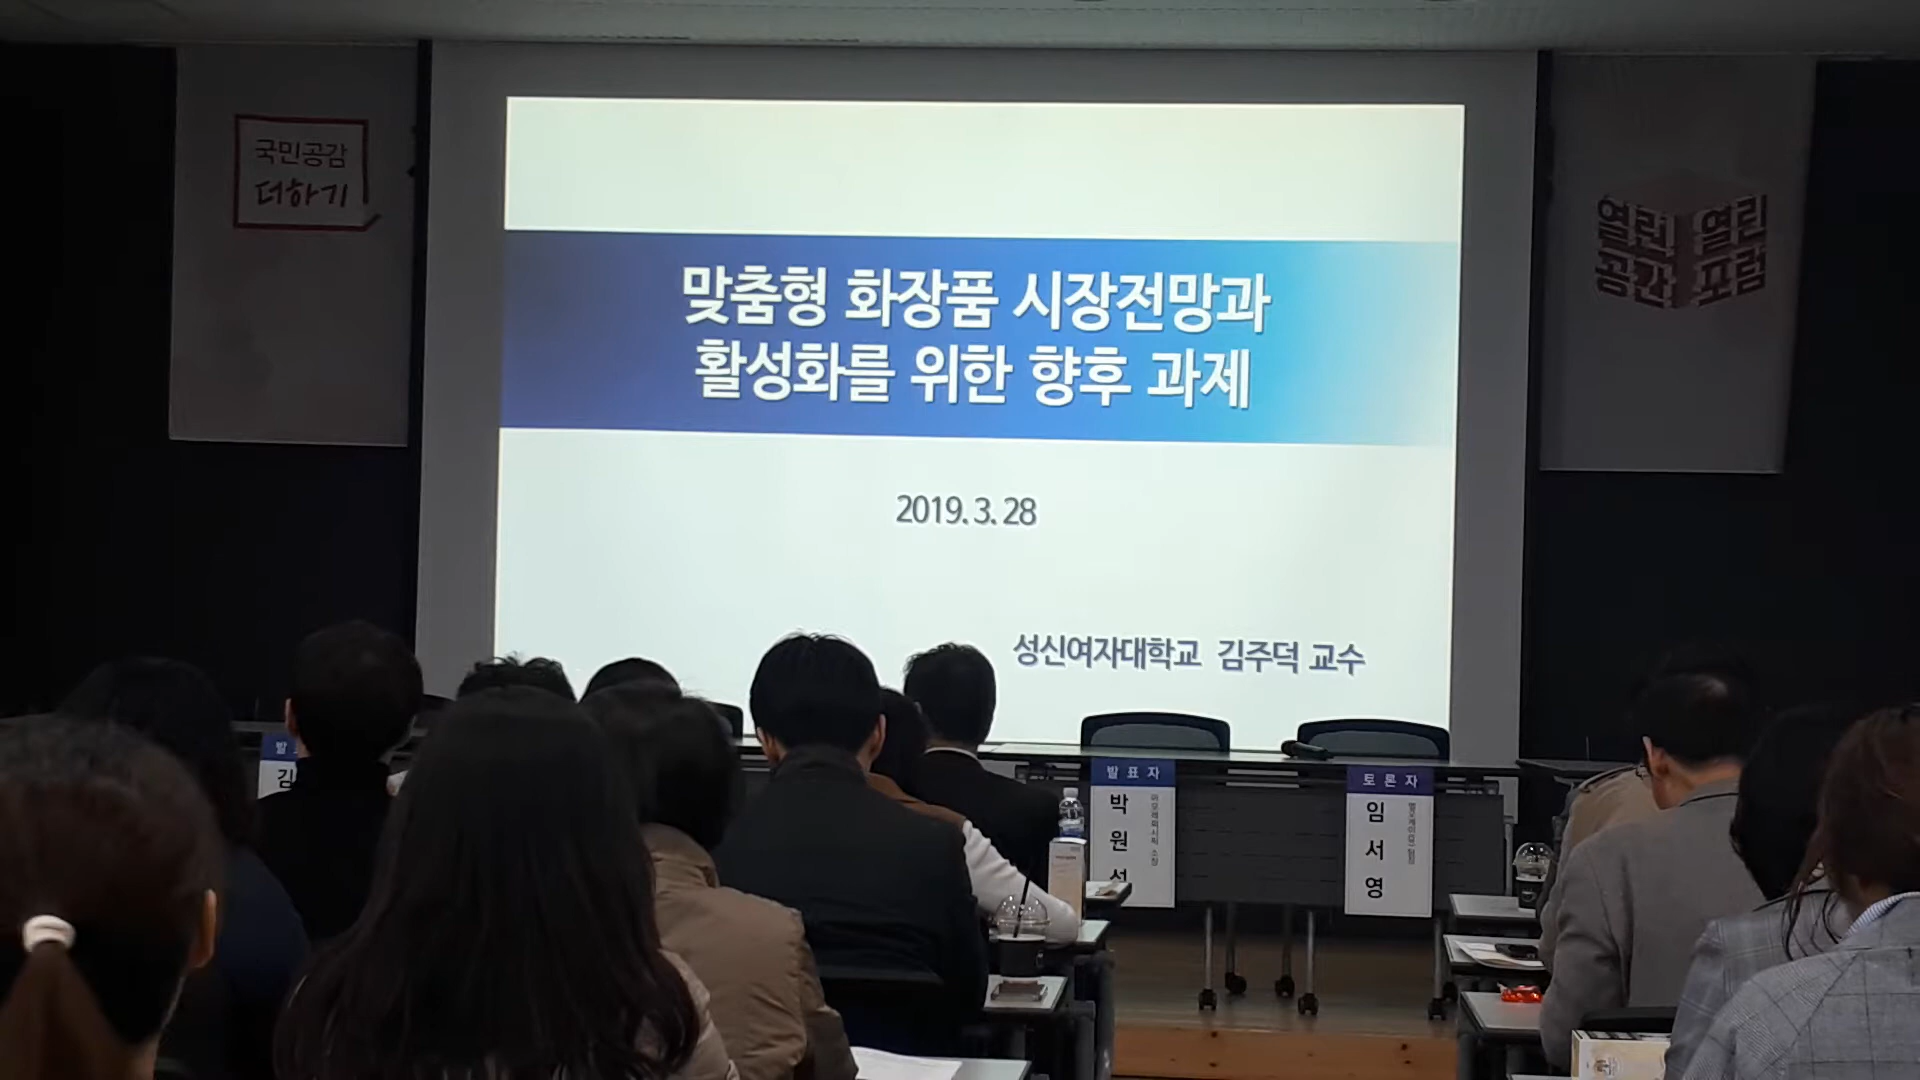 국민공감
더하기
열린 열린
공간 포럼
맞춤형 화장품 시장전망과
활성화를 위한 향후 과제
2019. 3. 28
성신여자대학교 김주덕 교수
발
김
발표자
박원성
토론자
임서영